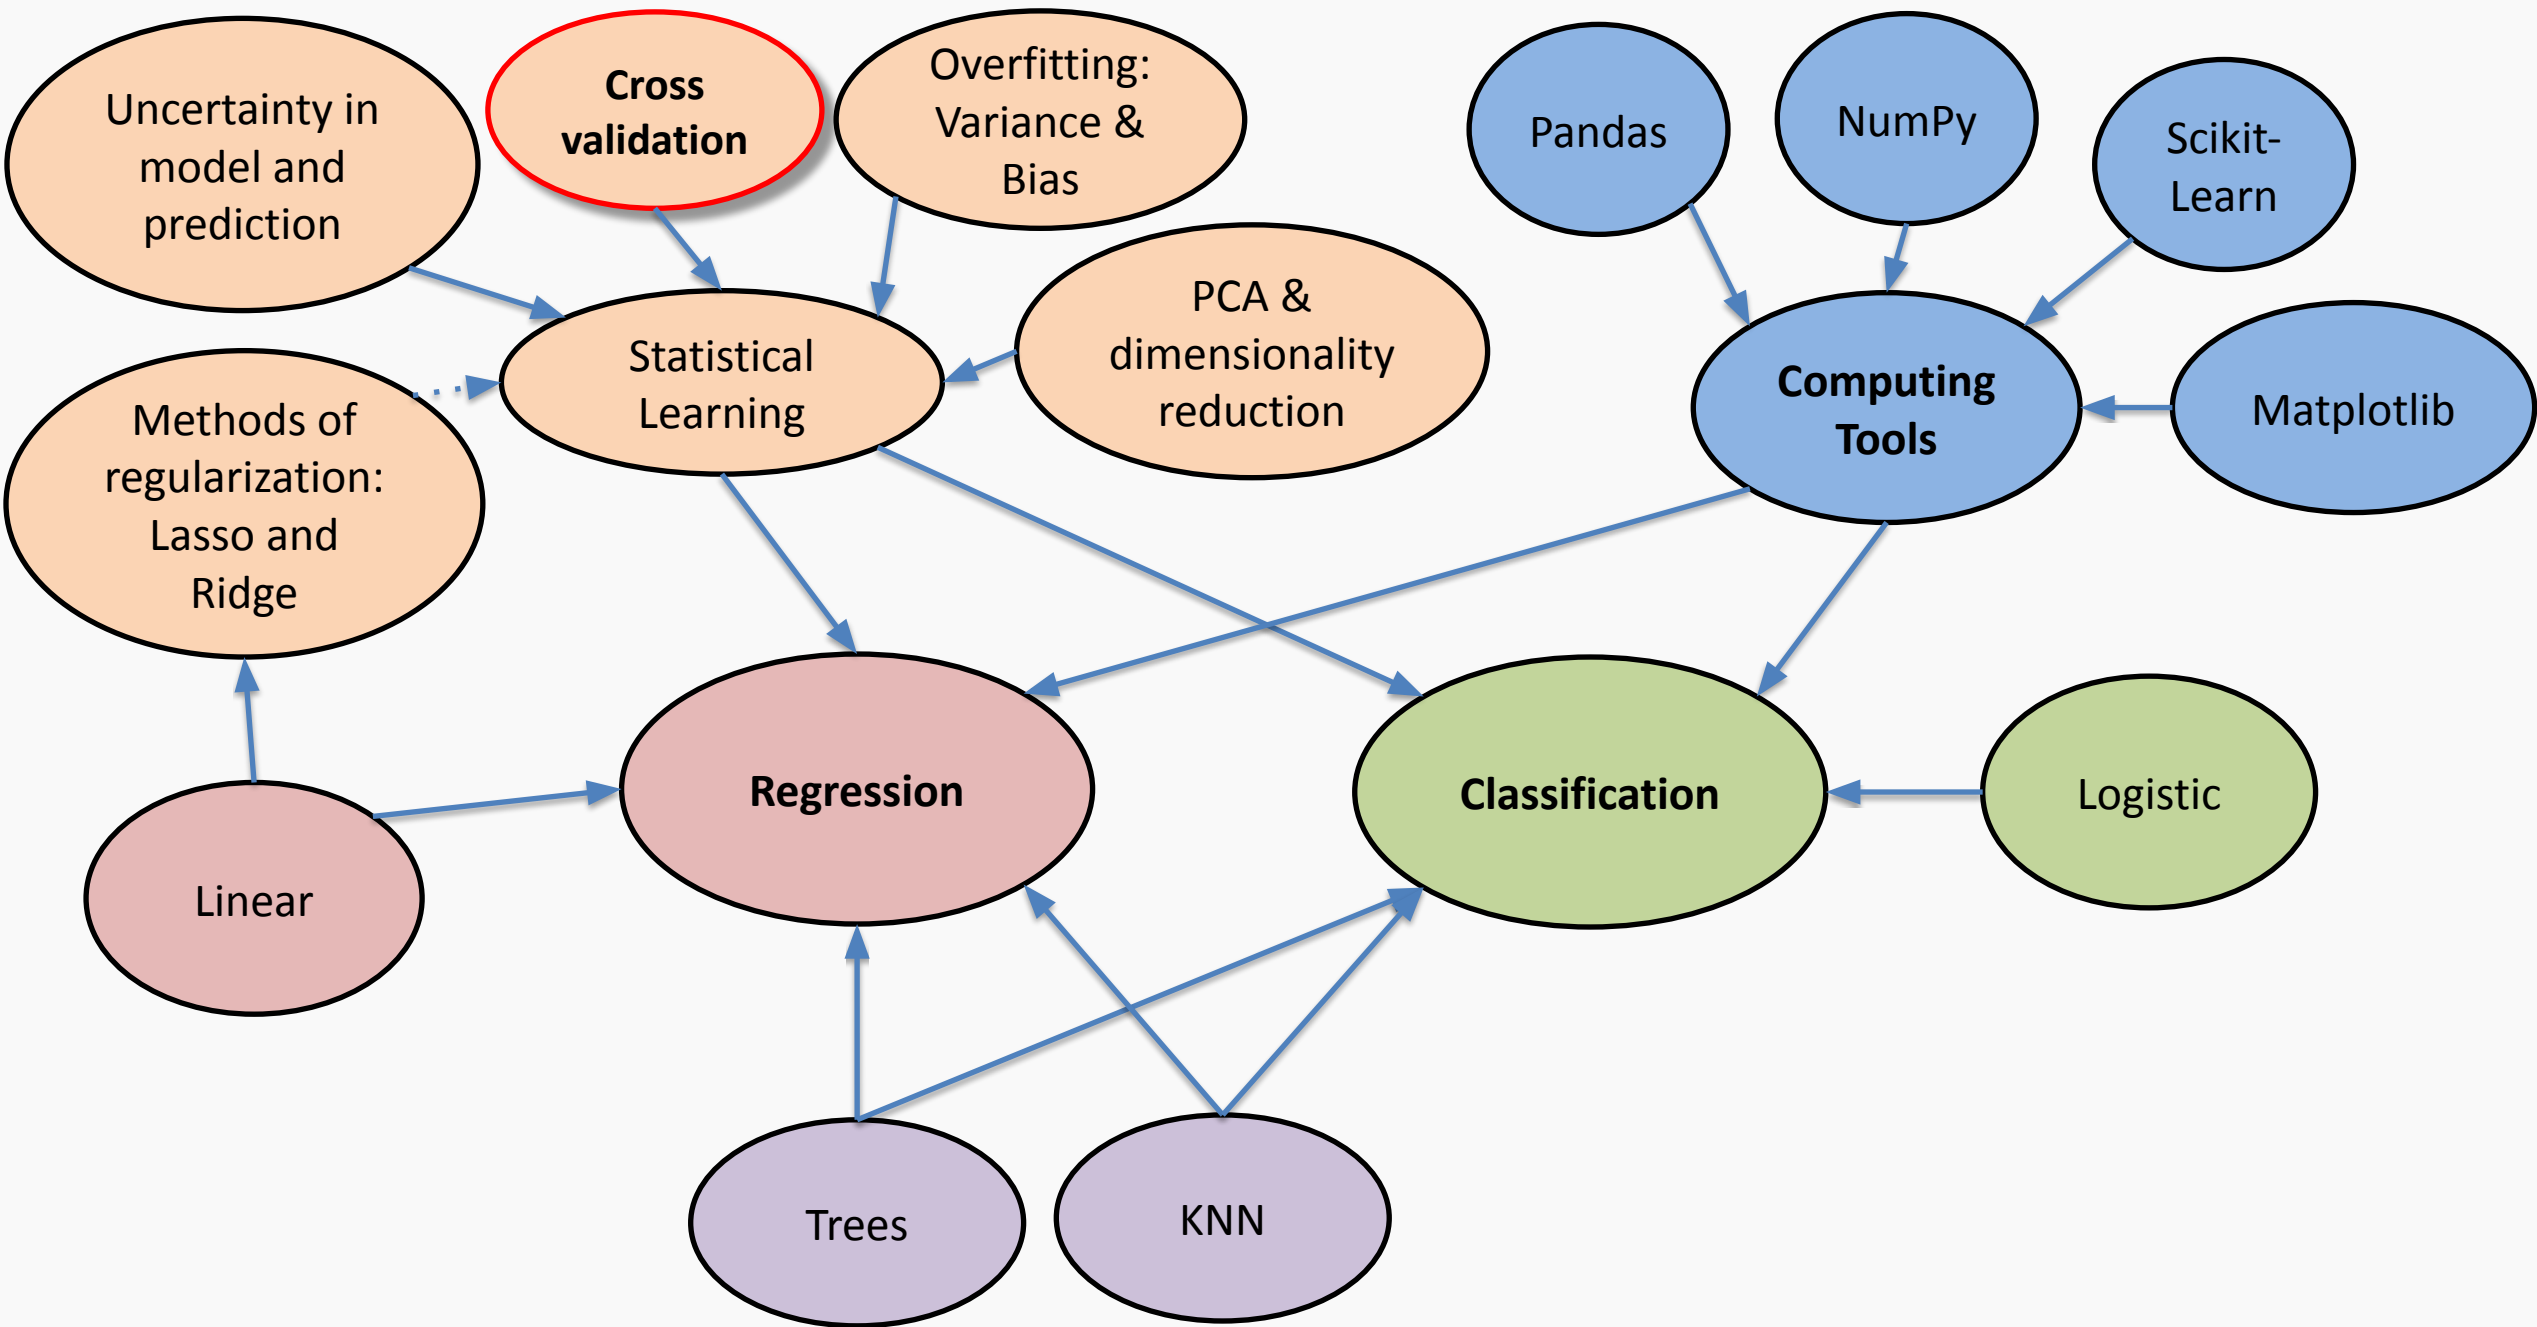 Uncertainty in
model and
prediction
Cross
validation
Overfitting:
Variance &
Bias
Pandas
NumPy
Scikit-
Learn
PCA &
dimensionality
reduction
Statistical
Learning
Computing
Tools
Matplotlib
Methods of
regularization:
Lasso and
Ridge
Regression
Classification
Logistic
Linear
Trees
KNN